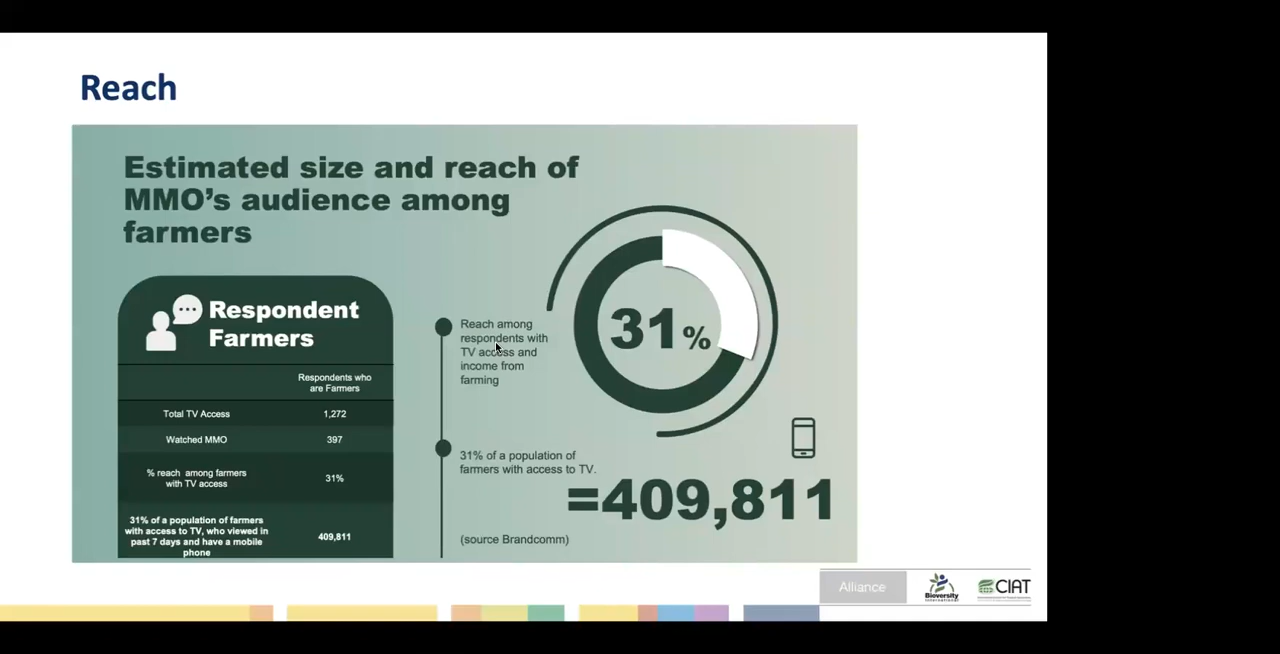 Reach
Estimated size and reach of
MMO's audience among
farmers
Respondent
Farmers
Respondents who
are Farmers
Total TV Access 1,272
Watched MMO 397
% reach among farmers
with TV access
31%
31% of a population of farmers
with access to TV, who viewed in
past 7 days and have a mobile
phone
409,811
Reach among
respondents with
TV access and
income from
farming
31%
31% of a population of
farmers with access to TV.
=409,811
(source Brandcomm)
Alliance
Bioversity
International
CIAT